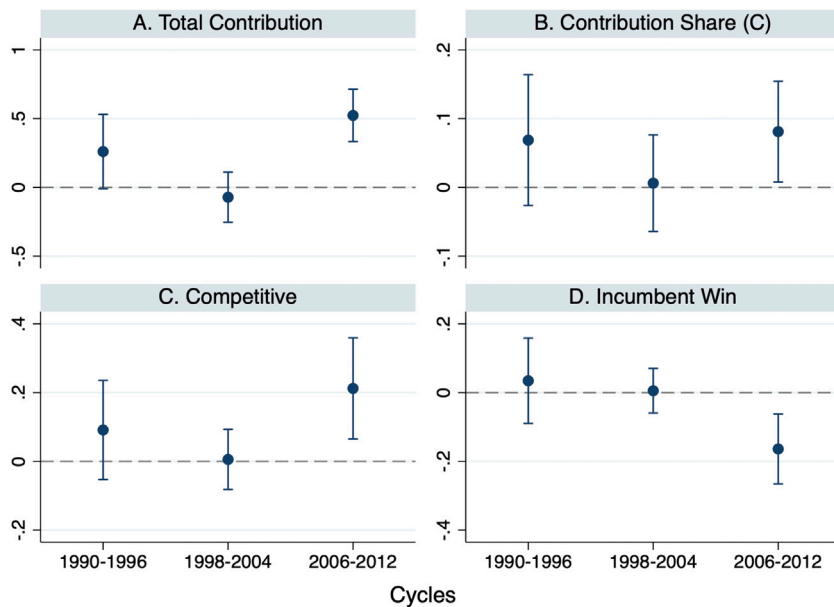 A. Total Contribution
1
.5
0
-.5
B. Contribution Share (C)
.2
.1
0
-.1
C. Competitive
.4
.2
0
-.2
1990-1996 1998-2004 2006-2012
D. Incumbent Win
.2
0
-.2
-.4
1990-1996 1998-2004 2006-2012
Cycles